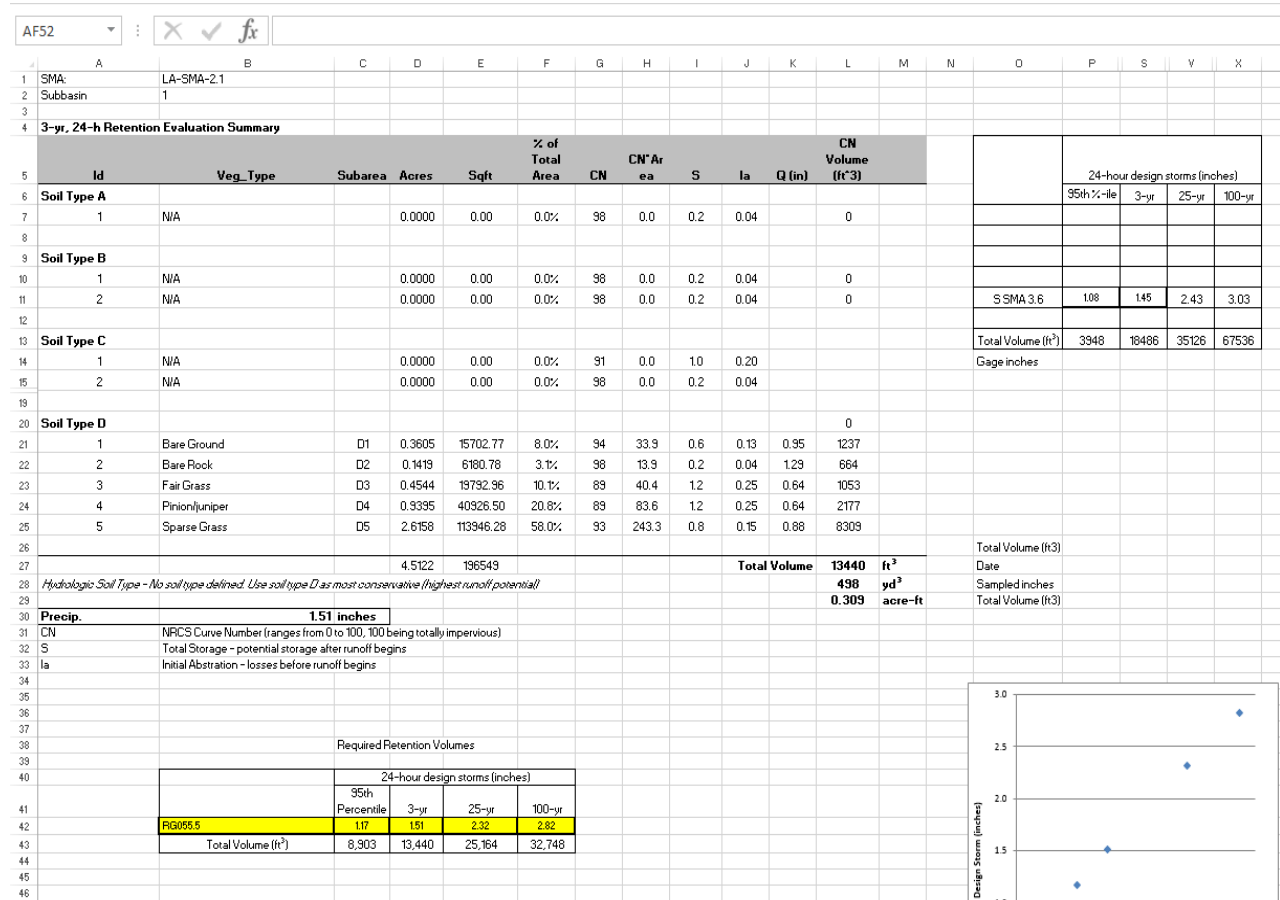 AF52 fx
A B C D E F G H I J K L M N O P S V X
1 SMA: LA-SMA-2.1
2 Subbasin 1
3
4 3-yr, 24-h Retention Evaluation Summary
5 Id Veg_Type Subarea Acres Sqft % of Total Area CN CN*Area S Ia Q (in) CN Volume (ft^3) 24-hour design storms (inches)
6 Soil Type A 95th %-ile 3-yr 25-yr 100-yr
7 1 N/A 0.0000 0.00 0.0% 98 0.0 0.2 0.04 0
8
9 Soil Type B
10 1 N/A 0.0000 0.00 0.0% 98 0.0 0.2 0.04 0
11 2 N/A 0.0000 0.00 0.0% 98 0.0 0.2 0.04 0 S SMA 3.6 1.08 1.45 2.43 3.03
12
13 Soil Type C Total Volume (ft³) 3948 18486 35126 67536
14 1 N/A 0.0000 0.00 0.0% 91 0.0 1.0 0.20 Gage inches
15 2 N/A 0.0000 0.00 0.0% 98 0.0 0.2 0.04
19
20 Soil Type D 0
21 1 Bare Ground D1 0.3605 15702.77 8.0% 94 33.9 0.6 0.13 0.95 1237
22 2 Bare Rock D2 0.1419 6180.78 3.1% 98 13.9 0.2 0.04 1.29 664
23 3 Fair Grass D3 0.4544 19792.96 10.1% 89 40.4 1.2 0.25 0.64 1053
24 4 Pinion/juniper D4 0.9395 40926.50 20.8% 89 83.6 1.2 0.25 0.64 2177
25 5 Sparse Grass D5 2.6158 113946.28 58.0% 93 243.3 0.8 0.15 0.88 8309
26 Total Volume (ft3)
27 4.5122 196549 Total Volume 13440 ft³ Date
28 Hydrologic Soil Type - No soil type defined. Use soil type D as most conservative (highest runoff potential) 498 yd³ Sampled inches
29 0.309 acre-ft Total Volume (ft3)
30 Precip. 1.51 inches
31 CN NRCS Curve Number (ranges from 0 to 100, 100 being totally impervious)
32 S Total Storage - potential storage after runoff begins
33 Ia Initial Abstration - losses before runoff begins
34
35
36
37
38 Required Retention Volumes
39
40 24-hour design storms (inches)
41 95th Percentile 3-yr 25-yr 100-yr
42 RG055.5 1.17 1.51 2.32 2.82
43 Total Volume (ft³) 8,903 13,440 25,164 32,748
44
45
46
3.0
2.5
2.0
1.5
Design Storm (inches)